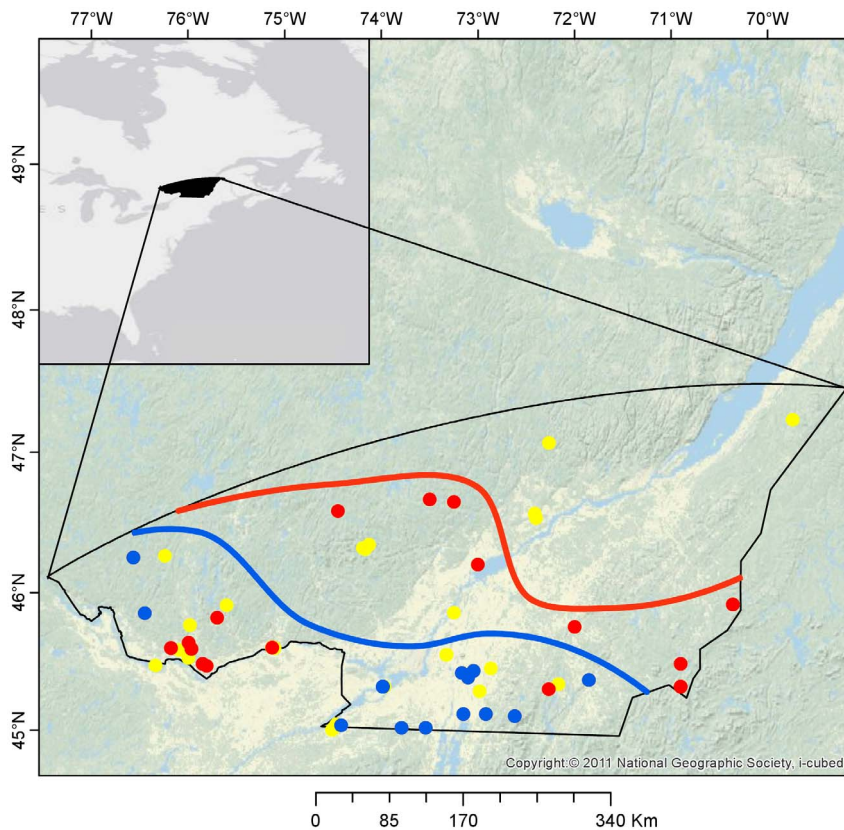 77°W 76°W 75°W 74°W 73°W 72°W 71°W 70°W
49°N
E S
48°N
47°N
46°N
45°N
Copyright:© 2011 National Geographic Society, i-cubed
0 85 170 340 Km